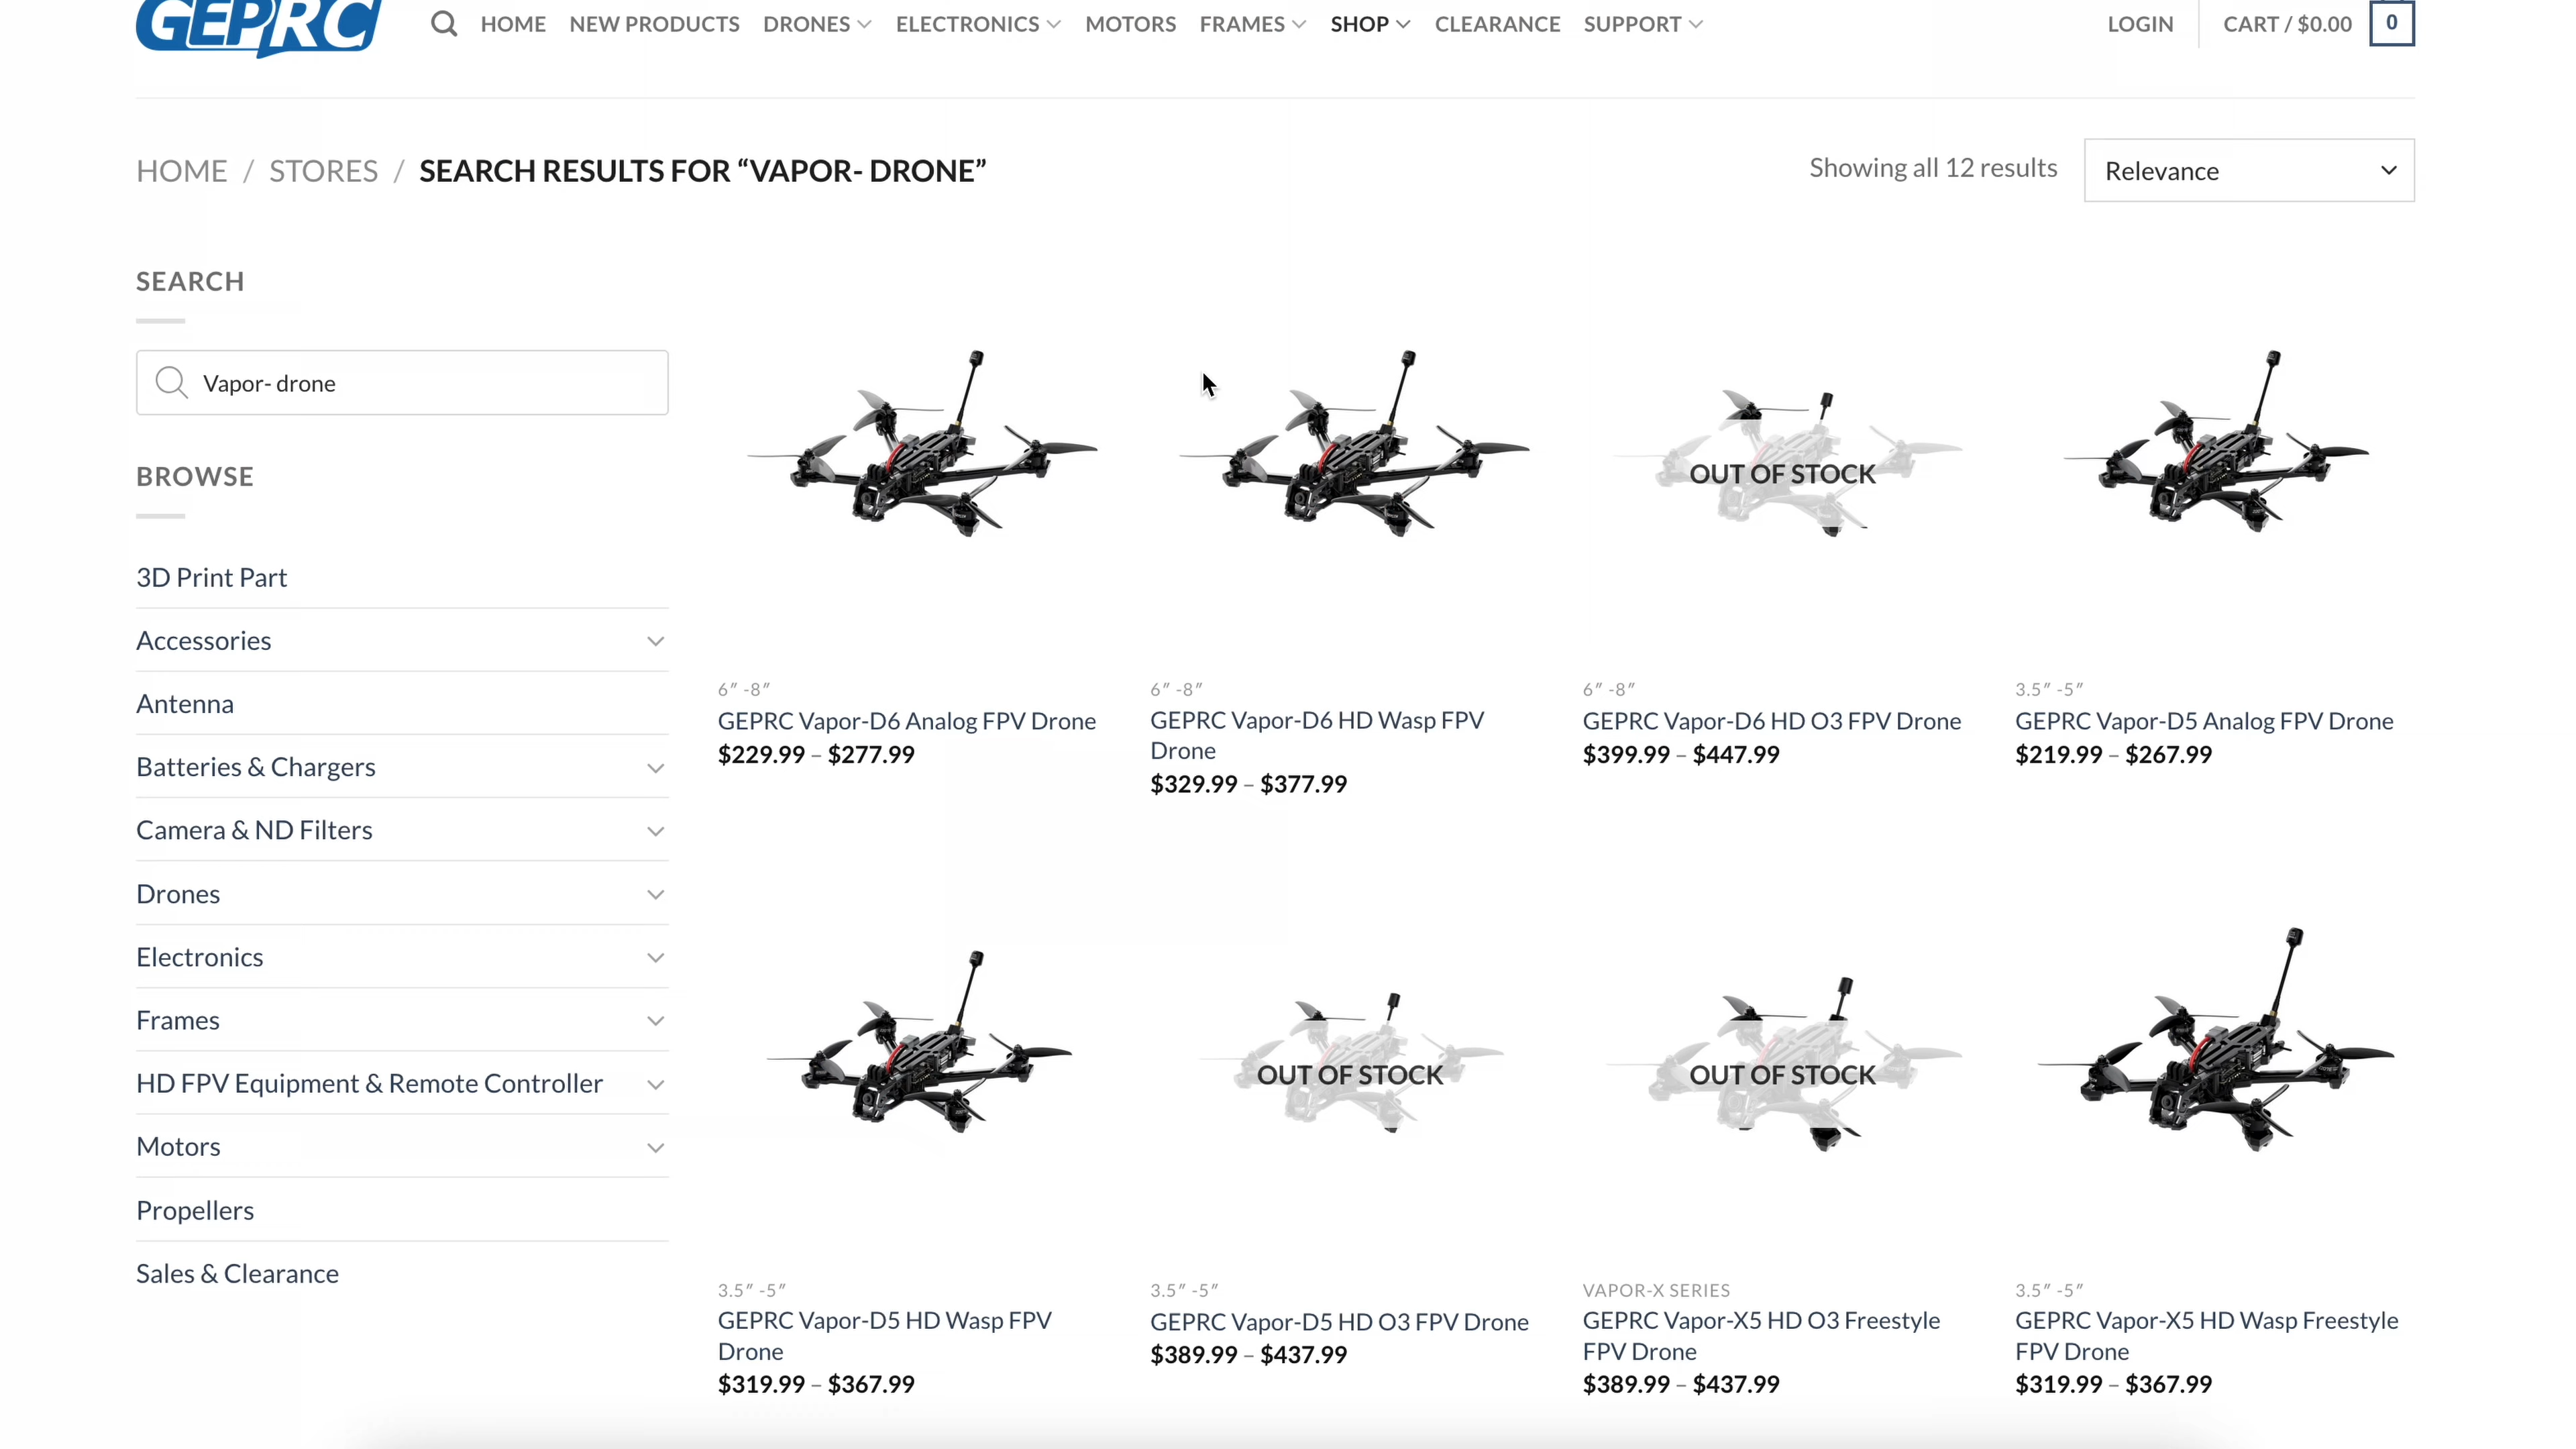 GEPRC
HOME
NEW PRODUCTS
DRONES
ELECTRONICS
MOTORS
FRAMES
SHOP
CLEARANCE
SUPPORT
LOGIN
CART / $0.00
0
HOME / STORES / SEARCH RESULTS FOR “VAPOR- DRONE”
Showing all 12 results
Relevance
SEARCH
Vapor- drone
BROWSE
3D Print Part
Accessories
Antenna
Batteries & Chargers
Camera & ND Filters
Drones
Electronics
Frames
HD FPV Equipment & Remote Controller
Motors
Propellers
Sales & Clearance
6″ -8″
GEPRC Vapor-D6 Analog FPV Drone
$229.99 – $277.99
6″ -8″
GEPRC Vapor-D6 HD Wasp FPV
Drone
$329.99 – $377.99
OUT OF STOCK
6″ -8″
GEPRC Vapor-D6 HD O3 FPV Drone
$399.99 – $447.99
3.5″ -5″
GEPRC Vapor-D5 Analog FPV Drone
$219.99 – $267.99
3.5″ -5″
GEPRC Vapor-D5 HD Wasp FPV
Drone
$319.99 – $367.99
OUT OF STOCK
3.5″ -5″
GEPRC Vapor-D5 HD O3 FPV Drone
$389.99 – $437.99
OUT OF STOCK
VAPOR-X SERIES
GEPRC Vapor-X5 HD O3 Freestyle
FPV Drone
$389.99 – $437.99
3.5″ -5″
GEPRC Vapor-X5 HD Wasp Freestyle
FPV Drone
$319.99 – $367.99